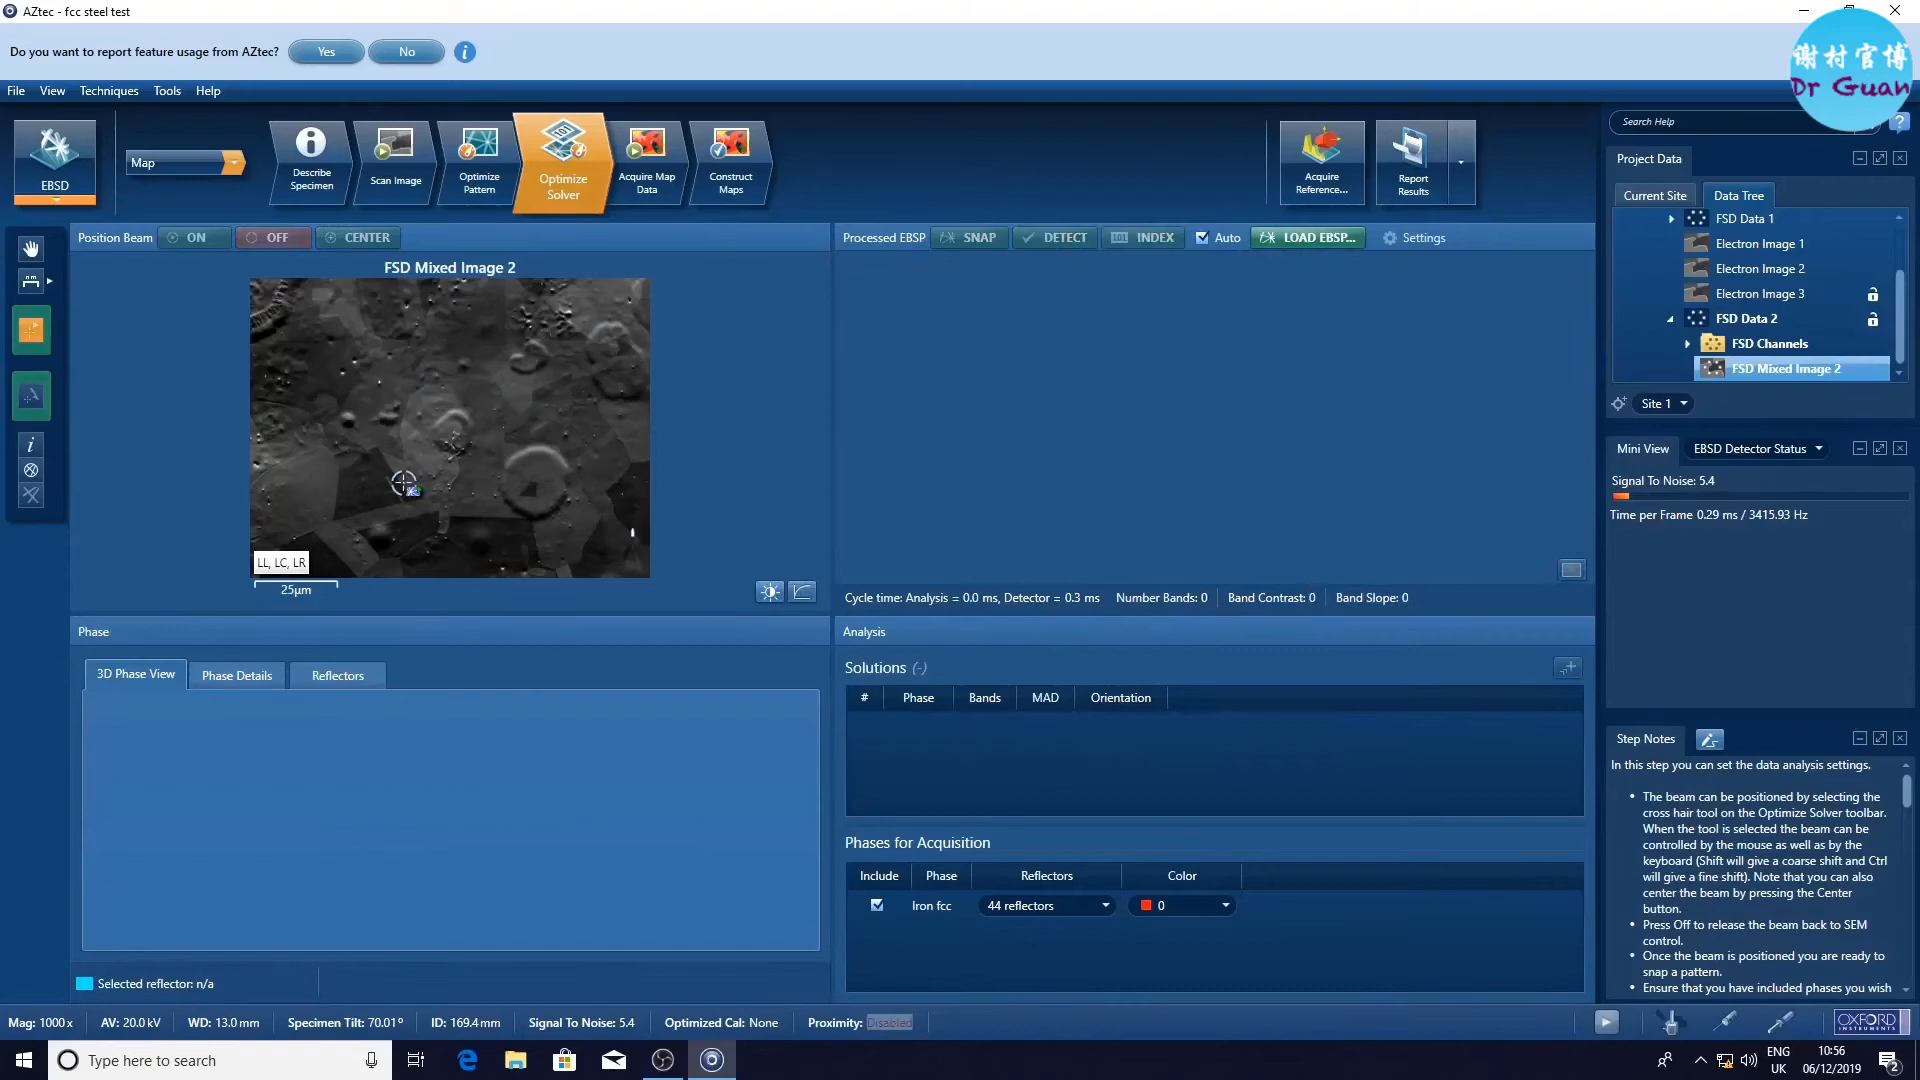 AZtec - fcc steel test
Do you want to report feature usage from AZtec?
Yes
No
谢村官博
Dr Guan
File
View
Techniques
Tools
Help
EBSD
Map
Describe
Specimen
Scan Image
Optimize
Pattern
Optimize
Solver
Acquire Map
Data
Construct
Maps
Acquire
Reference...
Report
Results
Search Help
Position Beam
ON
OFF
CENTER
FSD Mixed Image 2
LL, LC, LR
25μm
Processed EBSP
SNAP
DETECT
INDEX
Auto
LOAD EBSP...
Settings
Cycle time: Analysis = 0.0 ms, Detector = 0.3 ms
Number Bands: 0
Band Contrast: 0
Band Slope: 0
Phase
3D Phase View
Phase Details
Reflectors
Selected reflector: n/a
Analysis
Solutions (-)
#
Phase
Bands
MAD
Orientation
Phases for Acquisition
Include
Phase
Reflectors
Color
Iron fcc
44 reflectors
0
Project Data
Current Site
Data Tree
FSD Data 1
Electron Image 1
Electron Image 2
Electron Image 3
FSD Data 2
FSD Channels
FSD Mixed Image 2
Site 1
Mini View
EBSD Detector Status
Signal To Noise: 5.4
Time per Frame 0.29 ms / 3415.93 Hz
Step Notes
In this step you can set the data analysis settings.
• The beam can be positioned by selecting the
cross hair tool on the Optimize Solver toolbar.
When the tool is selected the beam can be
controlled by the mouse as well as by the
keyboard (Shift will give a coarse shift and Ctrl
will give a fine shift). Note that you can also
center the beam by pressing the Center
button.
• Press Off to release the beam back to SEM
control.
• Once the beam is positioned you are ready to
snap a pattern.
• Ensure that you have included phases you wish
Mag: 1000 x
AV: 20.0 kV
WD: 13.0 mm
Specimen Tilt: 70.01°
ID: 169.4 mm
Signal To Noise: 5.4
Optimized Cal: None
Proximity: Disabled
OXFORD
INSTRUMENTS
Type here to search
ENG
UK
10:56
06/12/2019
2